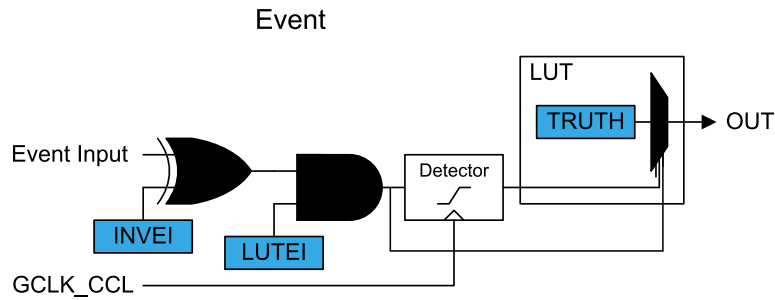 Event
LUT
TRUTH
OUT
Event Input
Detector
INVEI
LUTEI
GCLK_CCL